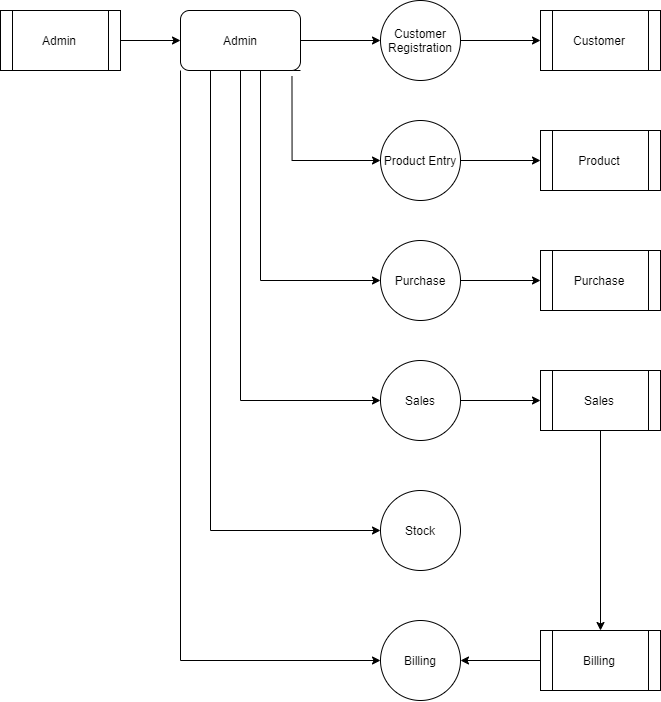 Admin
Admin
Customer
Registration
Customer
Product Entry
Product
Purchase
Purchase
Sales
Sales
Stock
Billing
Billing